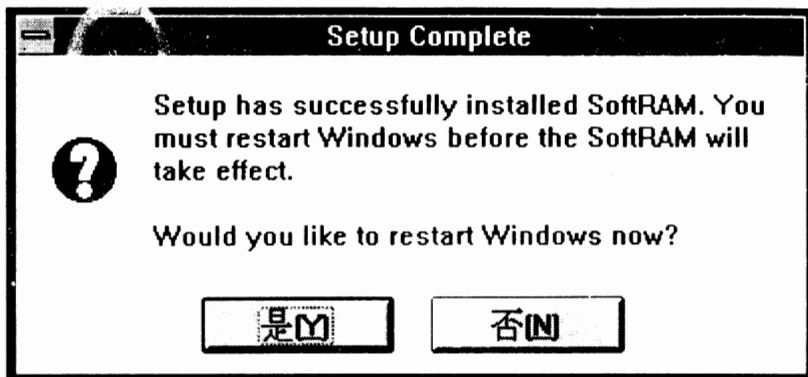 Setup Complete
Setup has successfully installed SoftRAM. You
must restart Windows before the SoftRAM will
take effect.
Would you like to restart Windows now?
是[Y] 否[N]